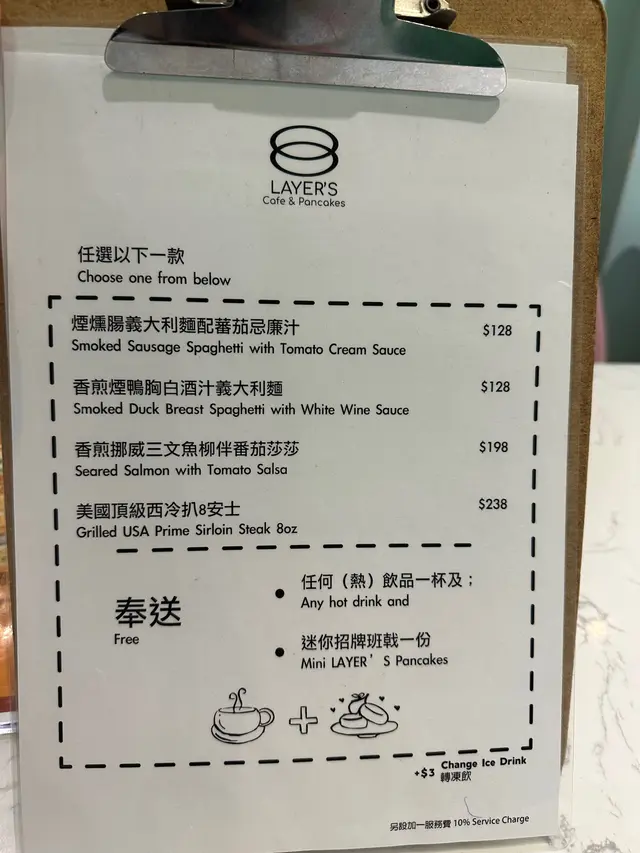 LAYER'S
Cafe & Pancakes
任選以下一款
Choose one from below
煙燻腸義大利麵配蕃茄忌廉汁 $128
Smoked Sausage Spaghetti with Tomato Cream Sauce
香煎煙鴨胸白酒汁義大利麵 $128
Smoked Duck Breast Spaghetti with White Wine Sauce
香煎挪威三文魚柳伴番茄莎莎 $198
Seared Salmon with Tomato Salsa
美國頂級西冷扒8安士 $238
Grilled USA Prime Sirloin Steak 8oz
奉送
Free
• 任何（熱）飲品一杯及；
Any hot drink and
• 迷你招牌班戟一份
Mini LAYER'S Pancakes
+$3 Change Ice Drink
轉凍飲
另設加一服務費 10% Service Charge